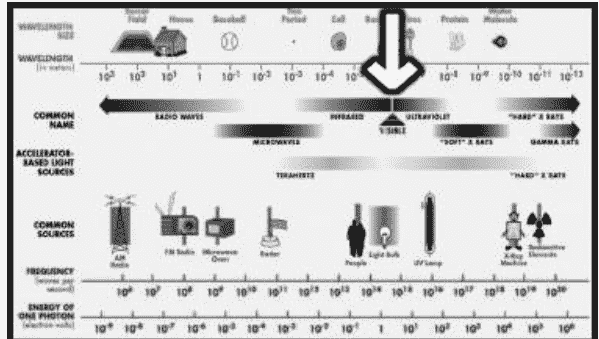 WAVELENGTH SIZE
Soccer Field House Baseball This Period Cell Protein Water Molecule
WAVELENGTH (in meters)
10³ 10² 10¹ 1 10⁻¹ 10⁻² 10⁻³ 10⁻⁴ 10⁻⁸ 10⁻⁹ 10⁻¹⁰ 10⁻¹¹ 10⁻¹²
COMMON NAME
RADIO WAVES INFRARED VISIBLE ULTRAVIOLET "HARD" X RAYS
MICROWAVES "SOFT" X RAYS GAMMA RAYS
ACCELERATOR-BASED LIGHT SOURCES
TERAHERTZ "HARD" X RAYS
COMMON SOURCES
AM Radio FM Radio Microwave Oven Radar People Light Bulb UV Lamp X-Ray Machine Radioactive Elements
FREQUENCY (waves per second)
10⁶ 10⁷ 10⁸ 10⁹ 10¹⁰ 10¹¹ 10¹² 10¹³ 10¹⁴ 10¹⁵ 10¹⁶ 10¹⁷ 10¹⁸ 10¹⁹ 10²⁰
ENERGY OF ONE PHOTON (electron volts)
10⁻⁹ 10⁻⁸ 10⁻⁷ 10⁻⁶ 10⁻⁵ 10⁻⁴ 10⁻³ 10⁻² 10⁻¹ 1 10¹ 10² 10³ 10⁴ 10⁵ 10⁶